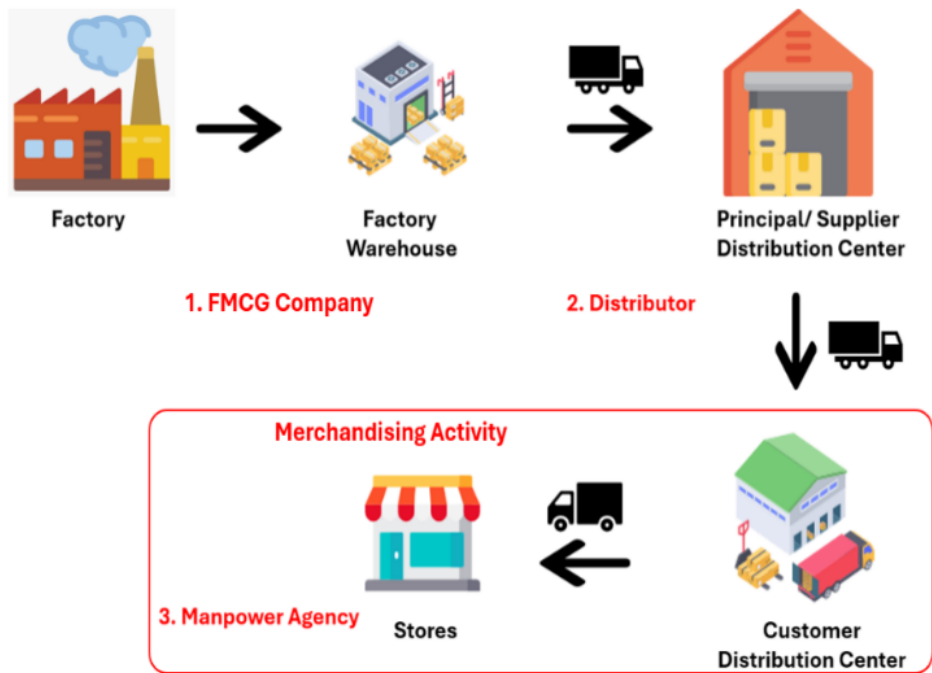 Factory
Factory
Warehouse
Principal/ Supplier
Distribution Center
1. FMCG Company
2. Distributor
Merchandising Activity
3. Manpower Agency
Stores
Customer
Distribution Center